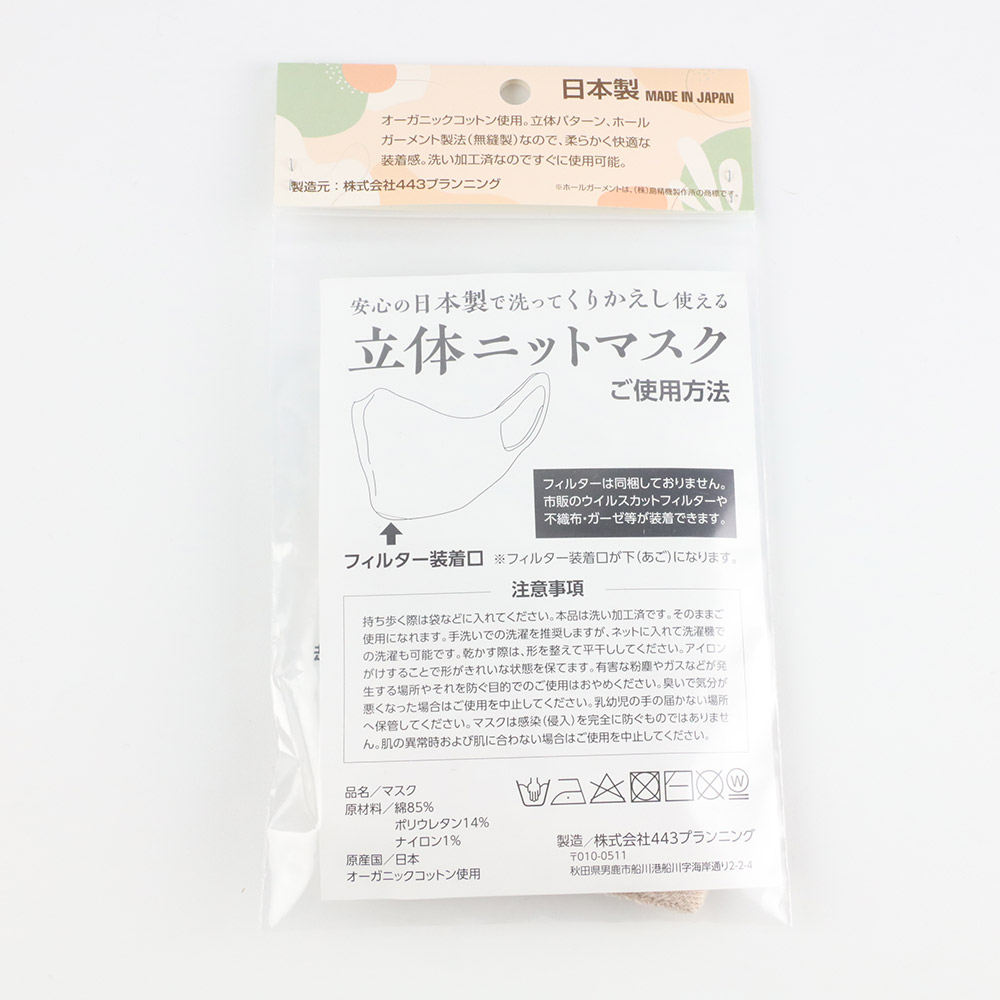 日本製 MADE IN JAPAN
オーガニックコットン使用。立体パターン、ホール
ガーメント製法（無縫製）なので、柔らかく快適な
装着感。洗い加工済なのですぐに使用可能。
製造元：株式会社443プランニング
※ホールガーメントは、(株)島精機製作所の商標です。
安心の日本製で洗ってくりかえし使える
立体ニットマスク
ご使用方法
フィルターは同梱しておりません。
市販のウイルスカットフィルターや
不織布・ガーゼ等が装着できます。
フィルター装着口 ※フィルター装着口が下（あご）になります。
注意事項
持ち歩く際は袋などに入れてください。本品は洗い加工済です。そのままご
使用になれます。手洗いでの洗濯を推奨しますが、ネットに入れて洗濯機で
の洗濯も可能です。乾かす際は、形を整えて平干ししてください。アイロン
がけすることで形がきれいな状態を保てます。有害な粉塵やガスなどが発
生する場所やそれを防ぐ目的でのご使用はおやめください。臭いで気分が
悪くなった場合はご使用を中止してください。乳幼児の手の届かない場所
へ保管してください。マスクは感染（侵入）を完全に防ぐものではありませ
ん。肌の異常時および肌に合わない場合はご使用を中止してください。
品名／マスク
原材料／綿85%
ポリウレタン14%
ナイロン1%
原産国／日本
オーガニックコットン使用
W
製造／株式会社443プランニング
〒010-0511
秋田県男鹿市船川港船川字海岸通り2-2-4